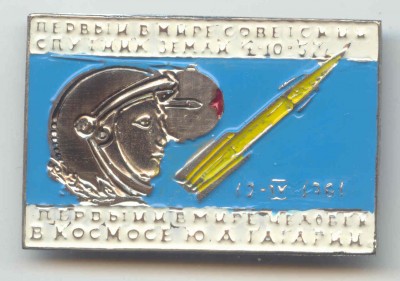 ПЕРВЫЙ В МИРЕ СОВЕТСКИЙ
СПУТНИК ЗЕМЛИ 4-10-57
12-IV 1961
ПЕРВЫЙ В МИРЕ ЧЕЛОВЕК
В КОСМОСЕ Ю.А.ГАГАРИН